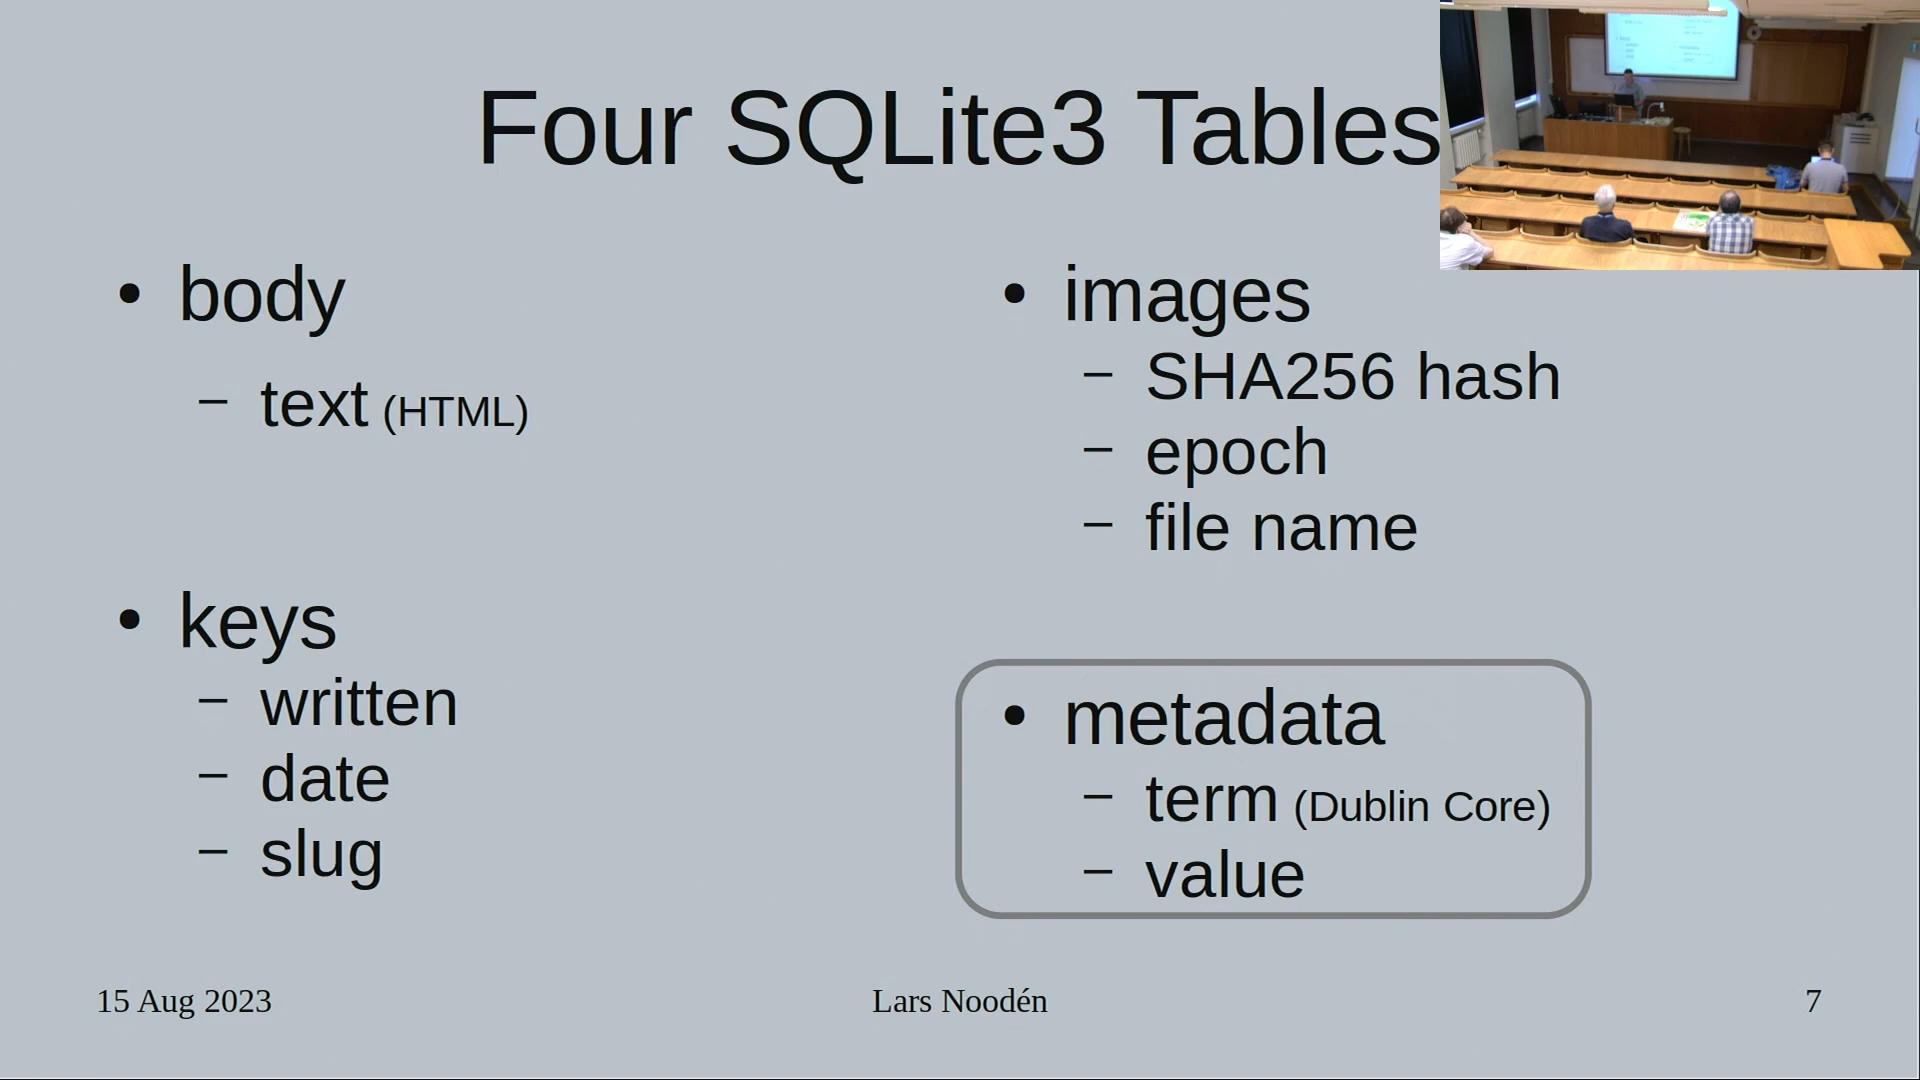 Four SQLite3 Tables
• body
– text (HTML)
• keys
– written
– date
– slug
• images
– SHA256 hash
– epoch
– file name
• metadata
– term (Dublin Core)
– value
15 Aug 2023
Lars Noodén
7